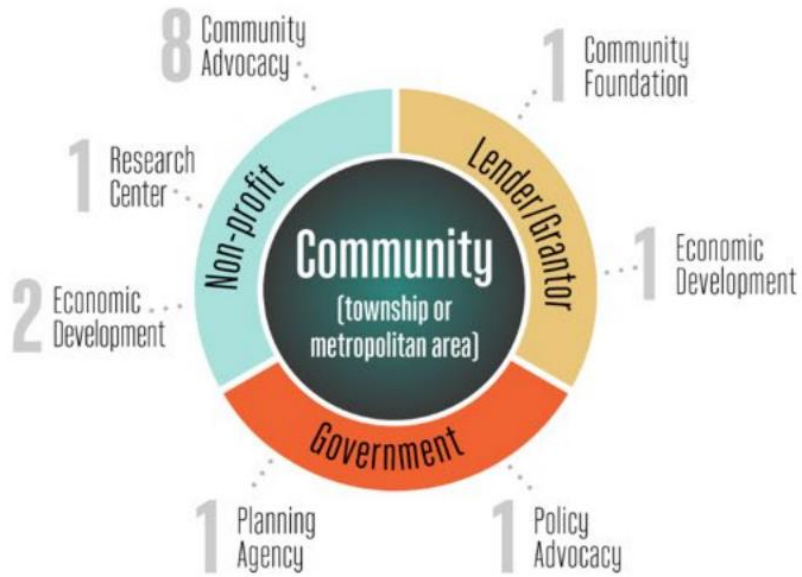 8 Community
Advocacy
1 Community
Foundation
1 Research
Center
Non-profit
Lender/Grantor
Community
(township or
metropolitan area)
1 Economic
Development
2 Economic
Development
Government
1 Planning
Agency
1 Policy
Advocacy